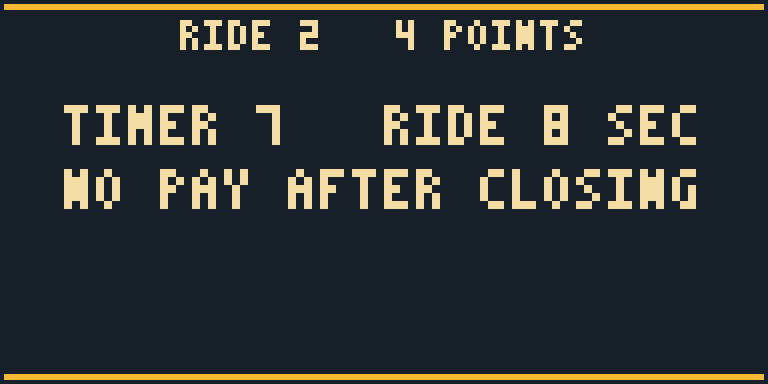 RIDE 2   4 POINTS
TIMER 7   RIDE 8 SEC
NO PAY AFTER CLOSING